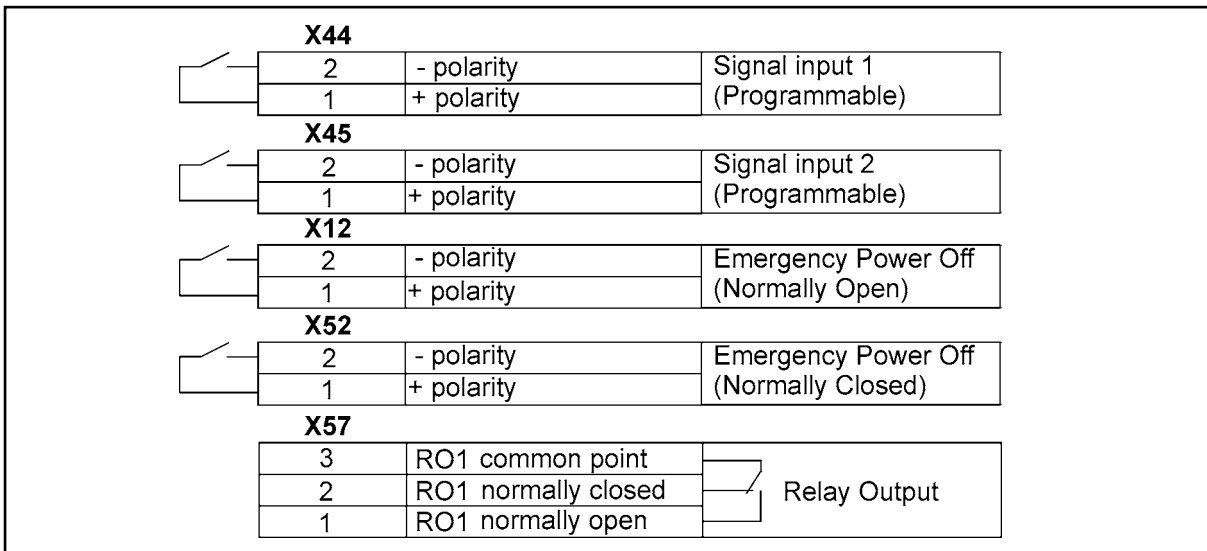 X44
2 - polarity Signal input 1
1 + polarity (Programmable)
X45
2 - polarity Signal input 2
1 + polarity (Programmable)
X12
2 - polarity Emergency Power Off
1 + polarity (Normally Open)
X52
2 - polarity Emergency Power Off
1 + polarity (Normally Closed)
X57
3 RO1 common point
2 RO1 normally closed Relay Output
1 RO1 normally open